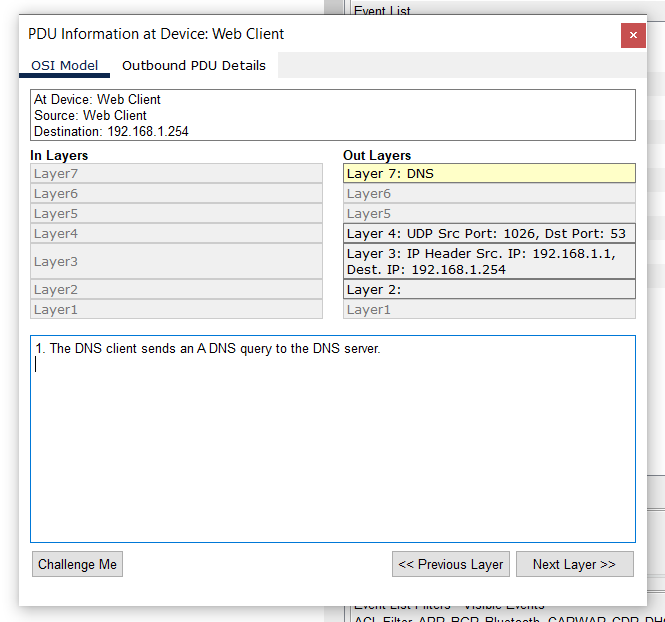 Event List
PDU Information at Device: Web Client
×
OSI Model
Outbound PDU Details
At Device: Web Client
Source: Web Client
Destination: 192.168.1.254
In Layers
Out Layers
Layer7
Layer 7: DNS
Layer6
Layer6
Layer5
Layer5
Layer4
Layer 4: UDP Src Port: 1026, Dst Port: 53
Layer3
Layer 3: IP Header Src. IP: 192.168.1.1,
Dest. IP: 192.168.1.254
Layer2
Layer 2:
Layer1
Layer1
1. The DNS client sends an A DNS query to the DNS server.
Challenge Me
<< Previous Layer
Next Layer >>
Event List Filters - Visible Events
ACL Filter, ARP, BGP, Bluetooth, CAPWAP, CDP, DH